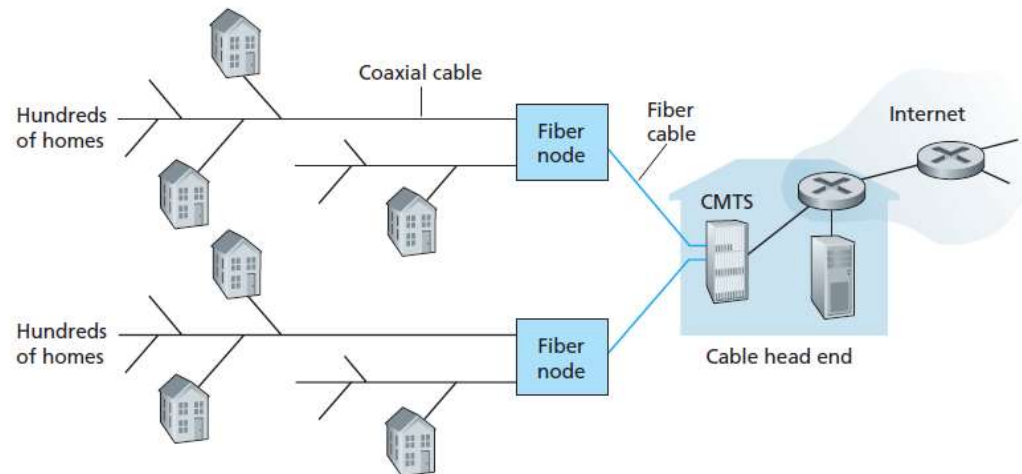 Hundreds
of homes
Coaxial cable
Fiber
node
Fiber
cable
Internet
CMTS
Hundreds
of homes
Fiber
node
Cable head end